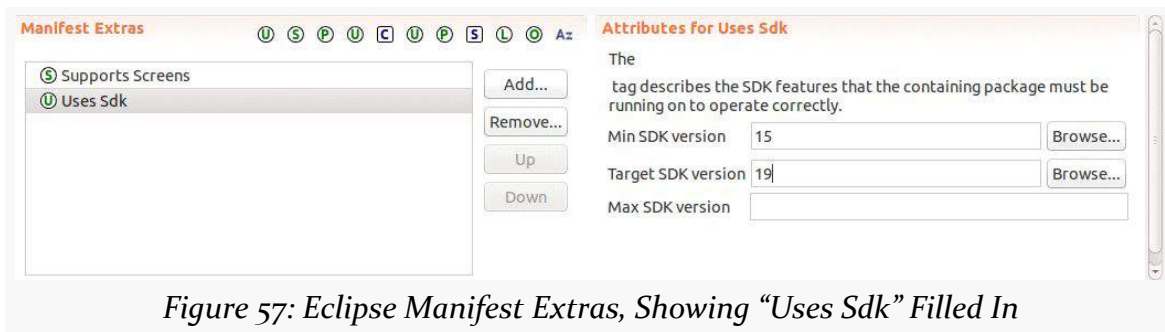 Manifest Extras
U S P U C U P S L O Az
Attributes for Uses Sdk
The
S Supports Screens
U Uses Sdk
Add...
Remove...
Up
Down
tag describes the SDK features that the containing package must be
running on to operate correctly.
Min SDK version 15 Browse...
Target SDK version 19 Browse...
Max SDK version
Figure 57: Eclipse Manifest Extras, Showing “Uses Sdk” Filled In